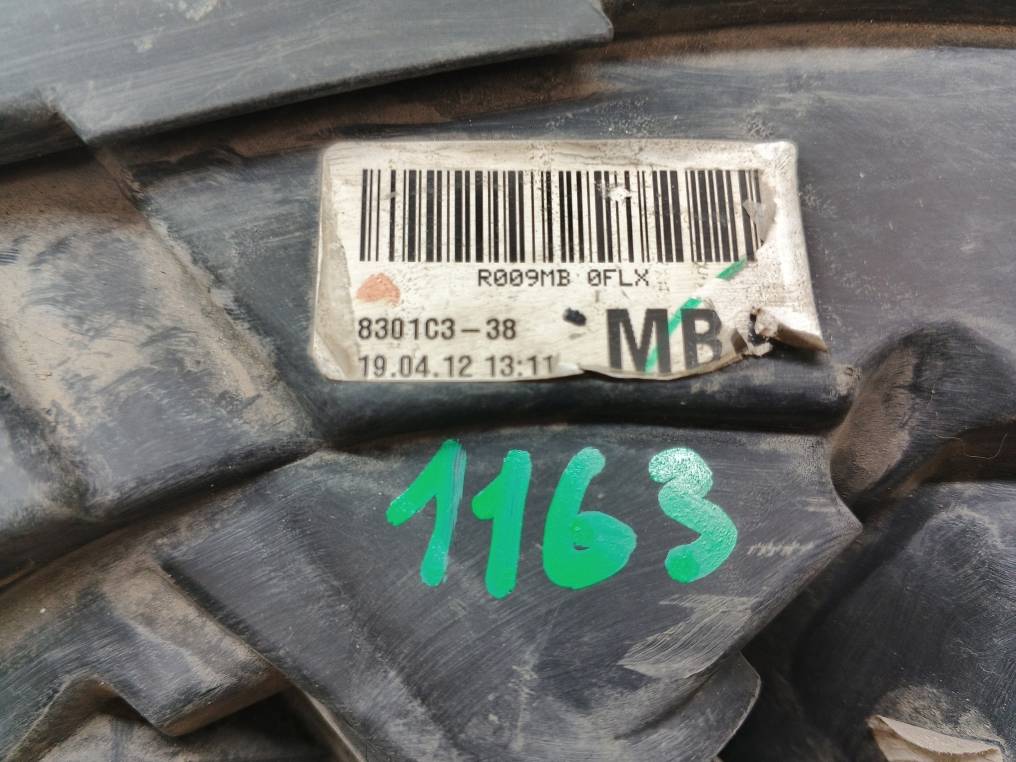 R009MB 0FLX
8301C3-38
MB
19.04.12 13:11
1163